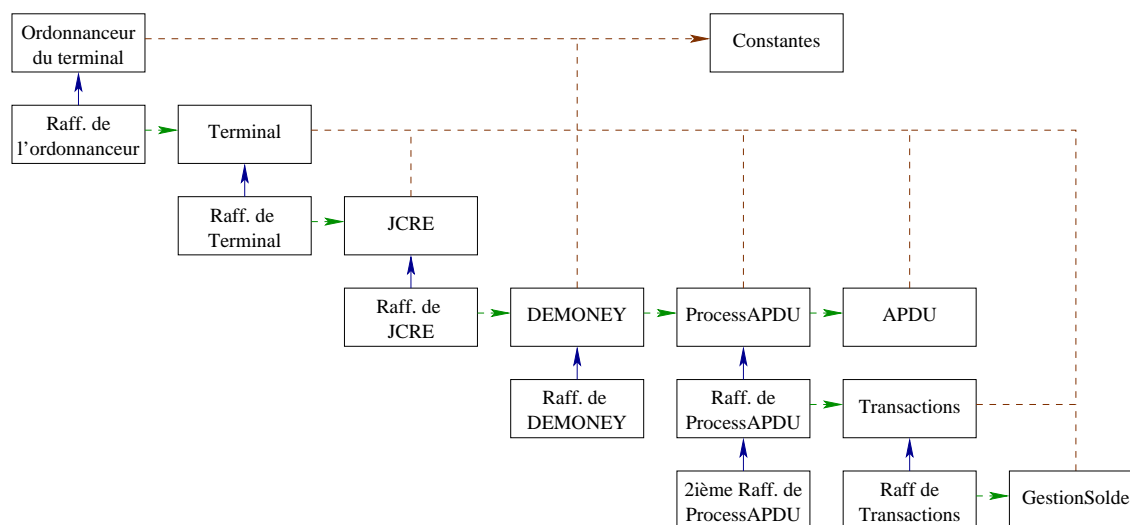 Ordonnanceur
du terminal
Constantes
Raff. de
l'ordonnanceur
Terminal
Raff. de
Terminal
JCRE
Raff. de
JCRE
DEMONEY
ProcessAPDU
APDU
Raff. de
DEMONEY
Raff. de
ProcessAPDU
Transactions
2ième Raff. de
ProcessAPDU
Raff de
Transactions
GestionSolde